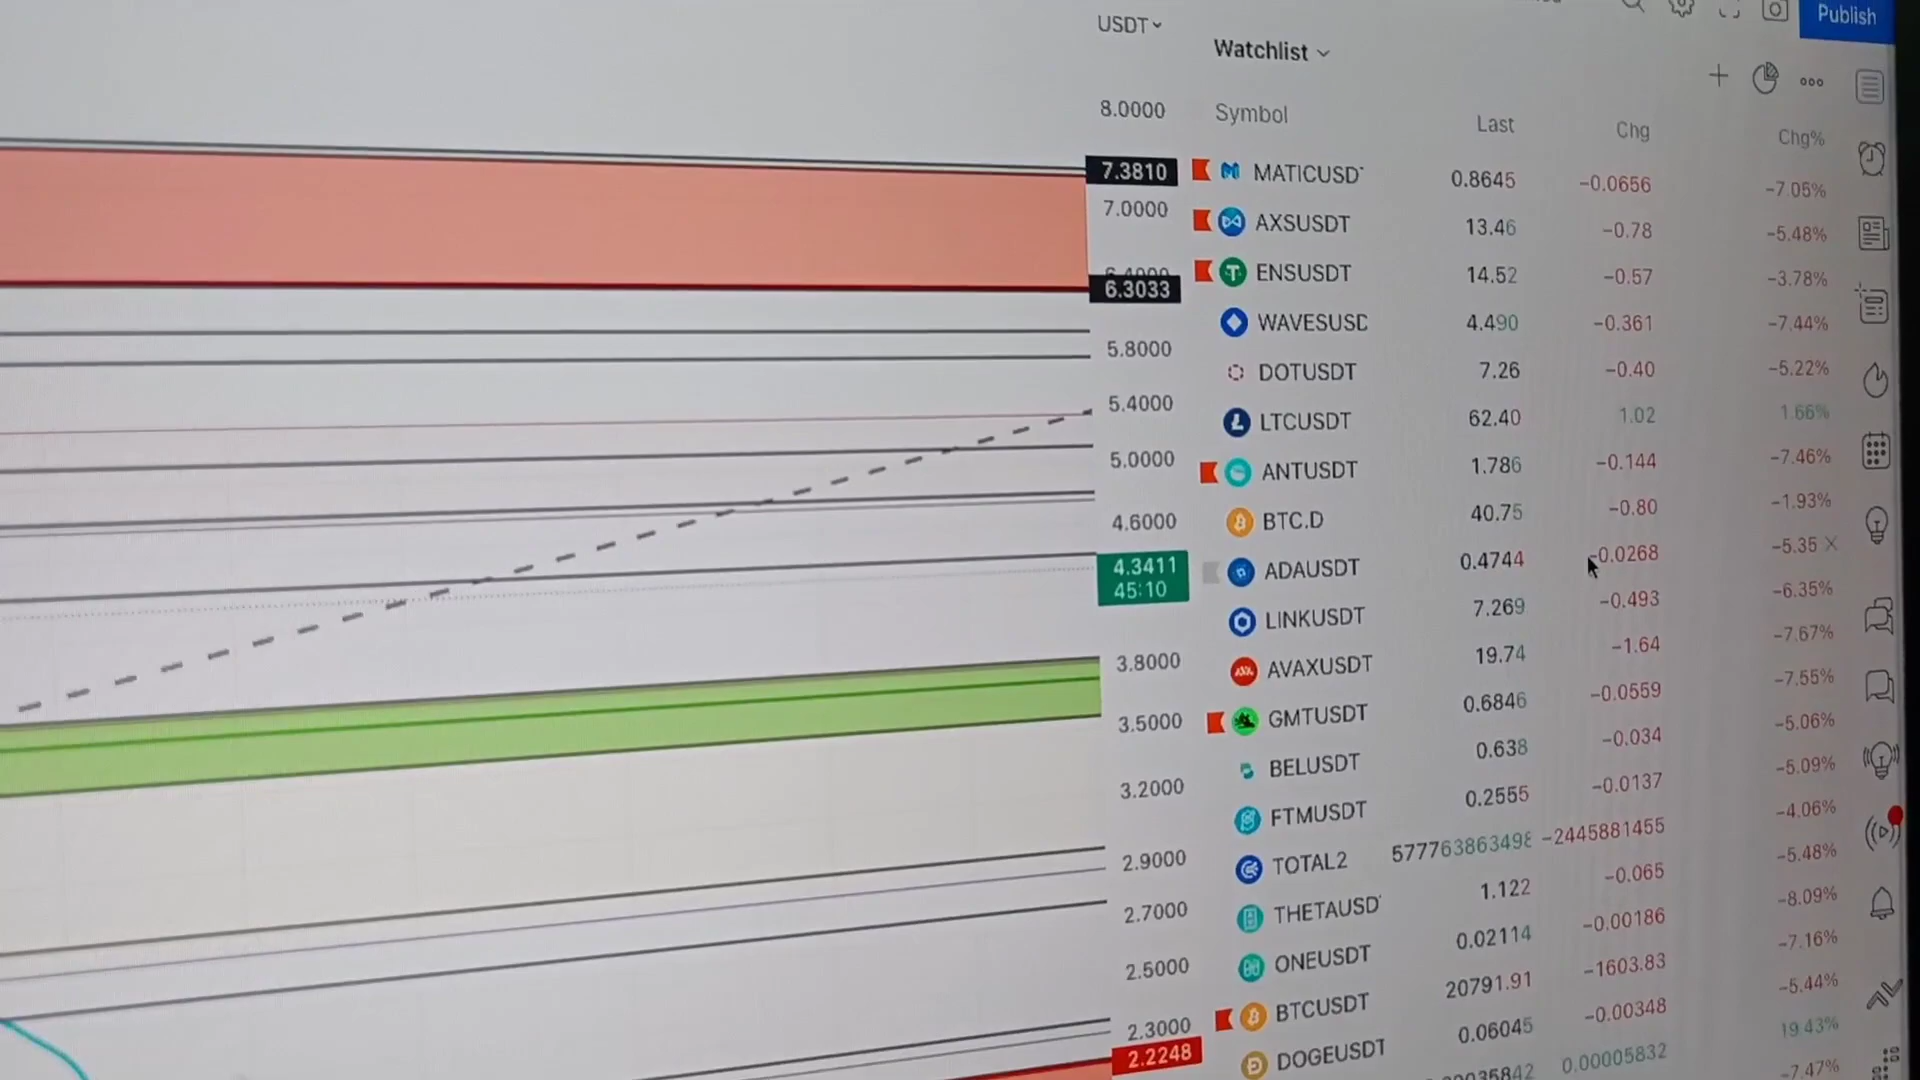 USDT
Watchlist
Publish
Symbol Last Chg Chg%
8.0000
7.3810
7.0000
6.4000
6.3033
5.8000
5.4000
5.0000
4.6000
4.3411
45:10
3.8000
3.5000
3.2000
2.9000
2.7000
2.5000
2.3000
2.2248
MATICUSD 0.8645 −0.0656 −7.05%
AXSUSDT 13.46 −0.78 −5.48%
ENSUSDT 14.52 −0.57 −3.78%
WAVESUSD 4.490 −0.361 −7.44%
DOTUSDT 7.26 −0.40 −5.22%
LTCUSDT 62.40 1.02 1.66%
ANTUSDT 1.786 −0.144 −7.46%
BTC.D 40.75 −0.80 −1.93%
ADAUSDT 0.4744 −0.0268 −5.35
LINKUSDT 7.269 −0.493 −6.35%
AVAXUSDT 19.74 −1.64 −7.67%
GMTUSDT 0.6846 −0.0559 −7.55%
BELUSDT 0.638 −0.034 −5.06%
FTMUSDT 0.2555 −0.0137 −5.09%
TOTAL2 577763863498 −2445881455 −4.06%
THETAUSD 1.122 −0.065 −5.48%
ONEUSDT 0.02114 −0.00186 −8.09%
BTCUSDT 20791.91 −1603.83 −7.16%
DOGEUSDT 0.06045 −0.00348 −5.44%
0.00005832 19.43%
−7.47%